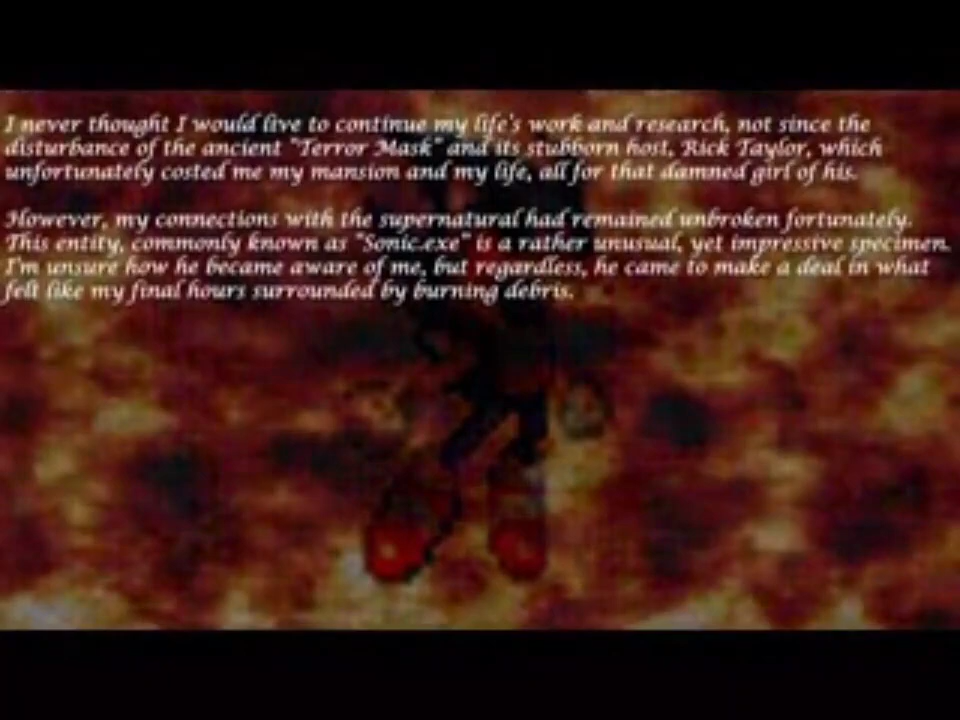 I never thought I would live to continue my life's work and research, not since the
disturbance of the ancient "Terror Mask" and its stubborn host, Rick Taylor, which
unfortunately costed me my mansion and my life, all for that damned girl of his.
However, my connections with the supernatural had remained unbroken fortunately.
This entity, commonly known as "Sonic.exe" is a rather unusual, yet impressive specimen.
I'm unsure how he became aware of me, but regardless, he came to make a deal in what
felt like my final hours surrounded by burning debris.